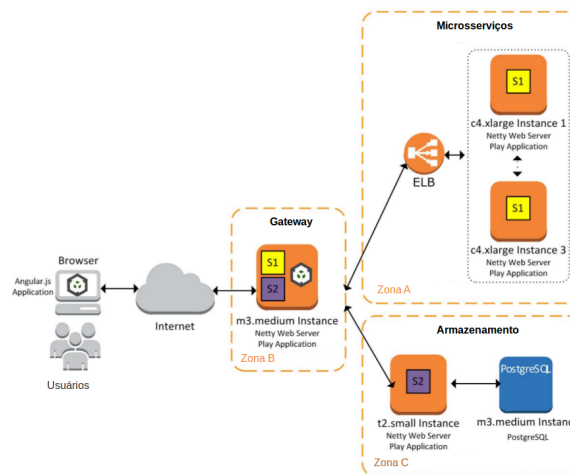 Microsserviços
S1
c4.xlarge Instance 1
Netty Web Server
Play Application
ELB
S1
c4.xlarge Instance 3
Netty Web Server
Play Application
Zona A
Gateway
S1
S2
m3.medium Instance
Netty Web Server
Play Application
Zona B
Browser
Angular.js
Application
Internet
Usuários
Armazenamento
S2
t2.small Instance
Netty Web Server
Play Application
PostgreSQL
m3.medium Instanc
PostgreSQL
Zona C